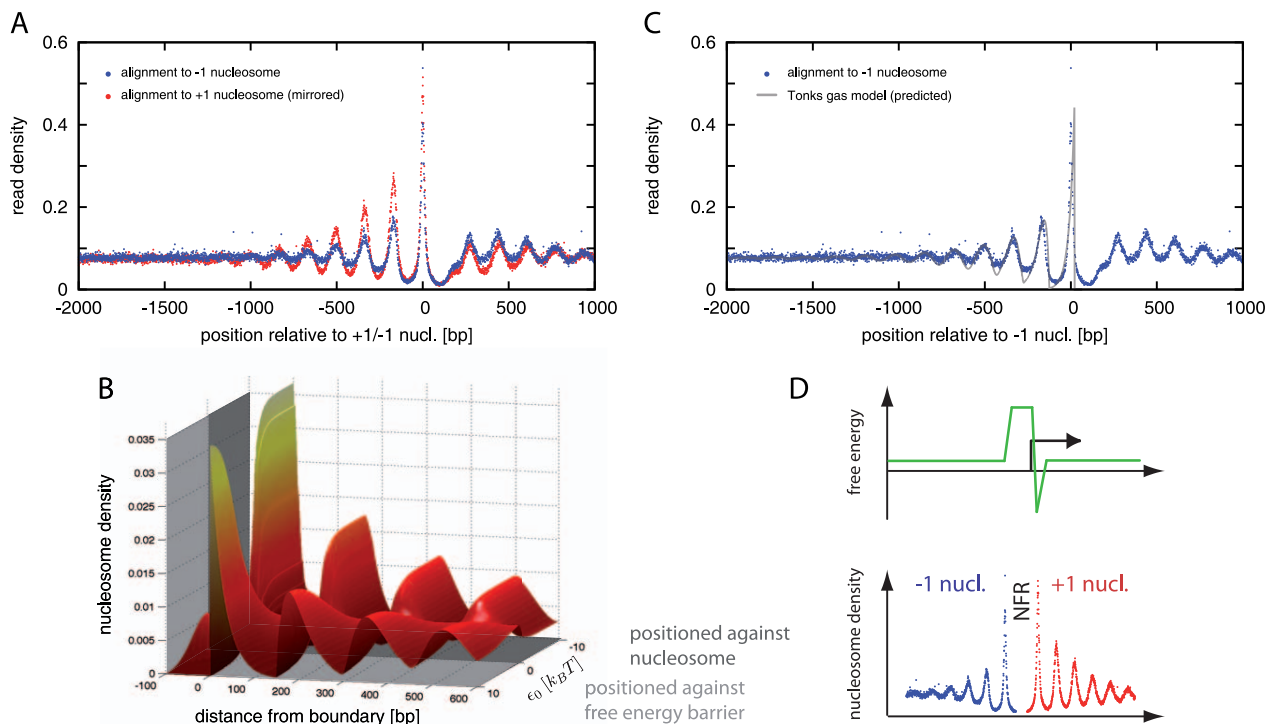 A
0.6
0.4
0.2
0
read density
alignment to -1 nucleosome
alignment to +1 nucleosome (mirrored)
-2000
-1500
-1000
-500
0
500
1000
position relative to +1/-1 nucl. [bp]
C
0.6
0.4
0.2
0
read density
alignment to -1 nucleosome
Tonks gas model (predicted)
-2000
-1500
-1000
-500
0
500
1000
position relative to -1 nucl. [bp]
B
0.035
0.03
0.025
0.02
0.015
0.01
0.005
0
nucleosome density
-100
0
100
200
300
400
500
600
distance from boundary [bp]
-10
0
10
ϵ₀ [k_BT]
positioned against
nucleosome
positioned against
free energy barrier
D
free energy
nucleosome density
-1 nucl.
NFR
+1 nucl.